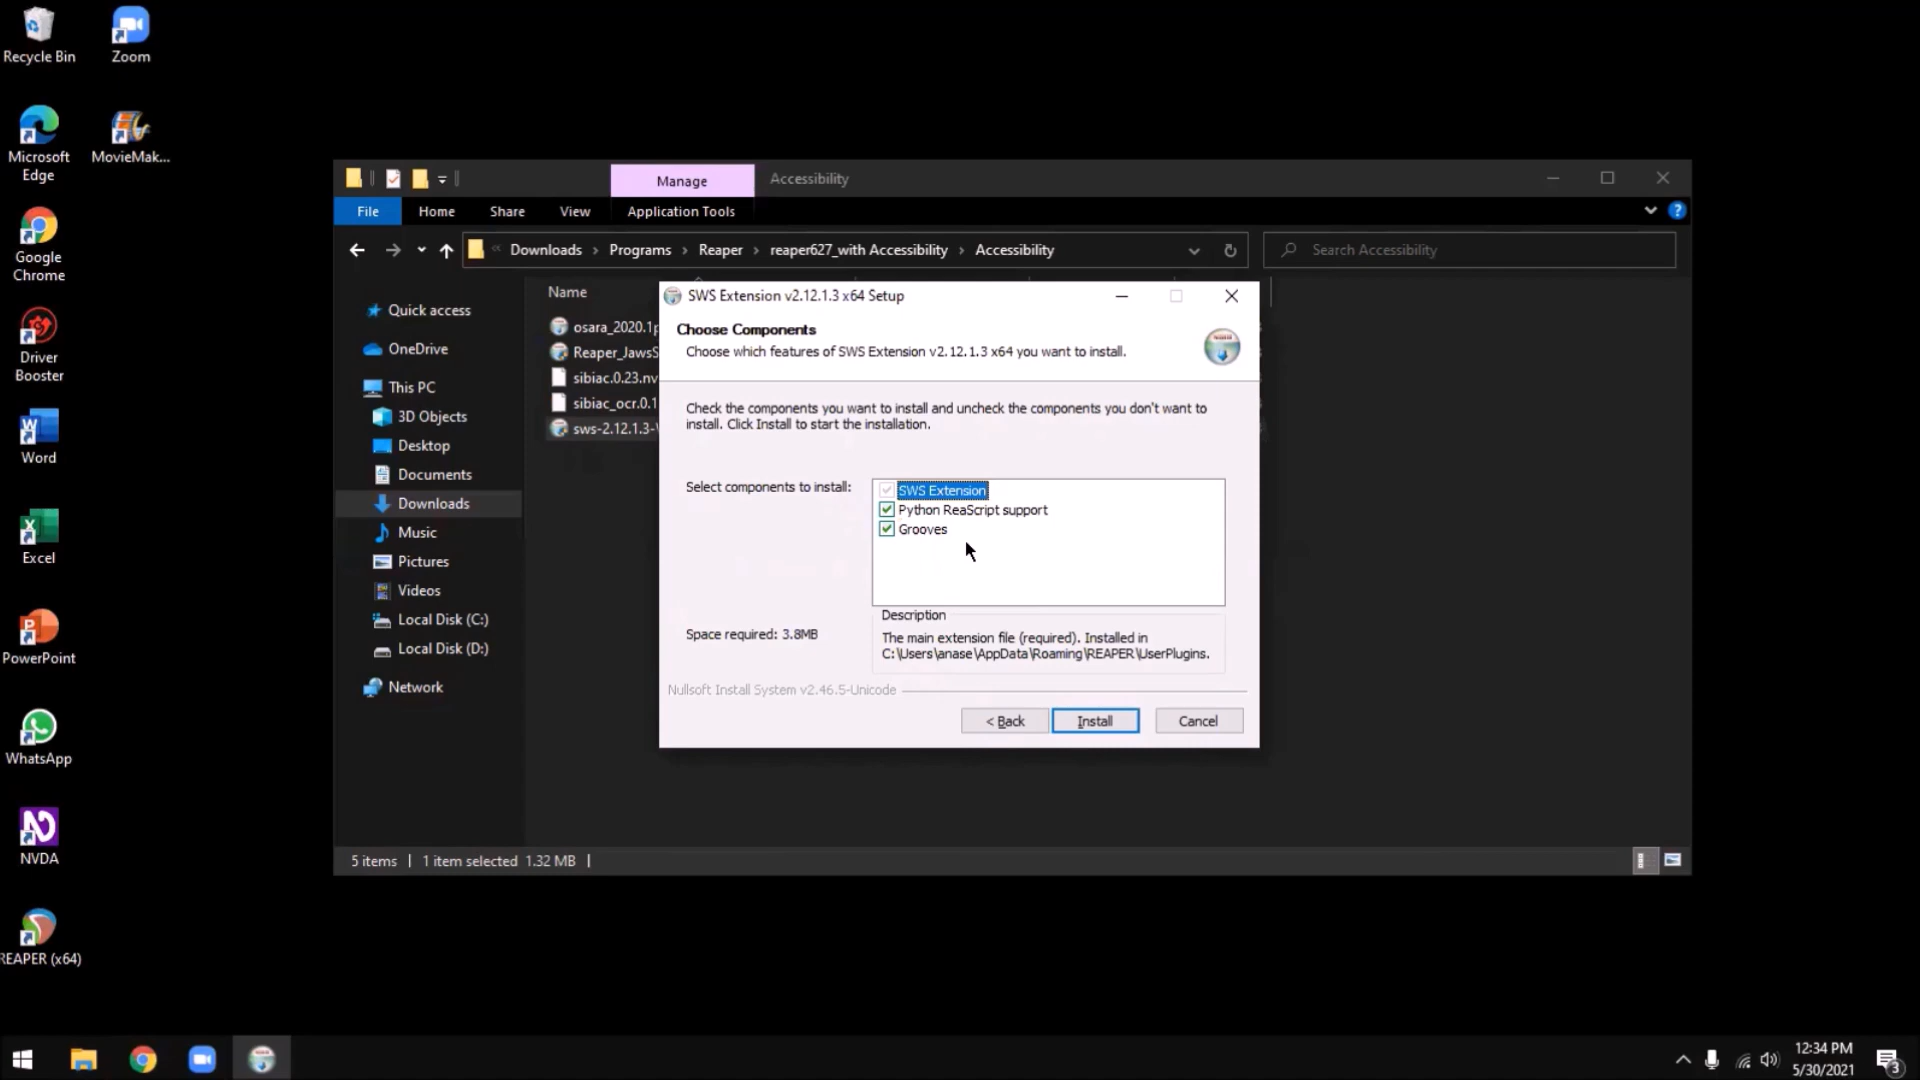 Recycle Bin
Zoom
Microsoft
Edge
MovieMak...
Google
Chrome
Driver
Booster
Word
Excel
PowerPoint
WhatsApp
NVDA
REAPER (x64)
Manage
Accessibility
File
Home
Share
View
Application Tools
« Downloads › Programs › Reaper › reaper627_with Accessibility › Accessibility
Search Accessibility
Quick access
OneDrive
This PC
3D Objects
Desktop
Documents
Downloads
Music
Pictures
Videos
Local Disk (C:)
Local Disk (D:)
Network
Name
osara_2020.1p
Reaper_JawsS
sibiac.0.23.nv
sibiac_ocr.0.1
sws-2.12.1.3-
5 items
1 item selected 1.32 MB
SWS Extension v2.12.1.3 x64 Setup
Choose Components
Choose which features of SWS Extension v2.12.1.3 x64 you want to install.
Check the components you want to install and uncheck the components you don't want to
install. Click Install to start the installation.
Select components to install:
SWS Extension
Python ReaScript support
Grooves
Space required: 3.8MB
Description
The main extension file (required). Installed in
C:\Users\anase\AppData\Roaming\REAPER\UserPlugins.
Nullsoft Install System v2.46.5-Unicode
< Back
Install
Cancel
12:34 PM
5/30/2021
3